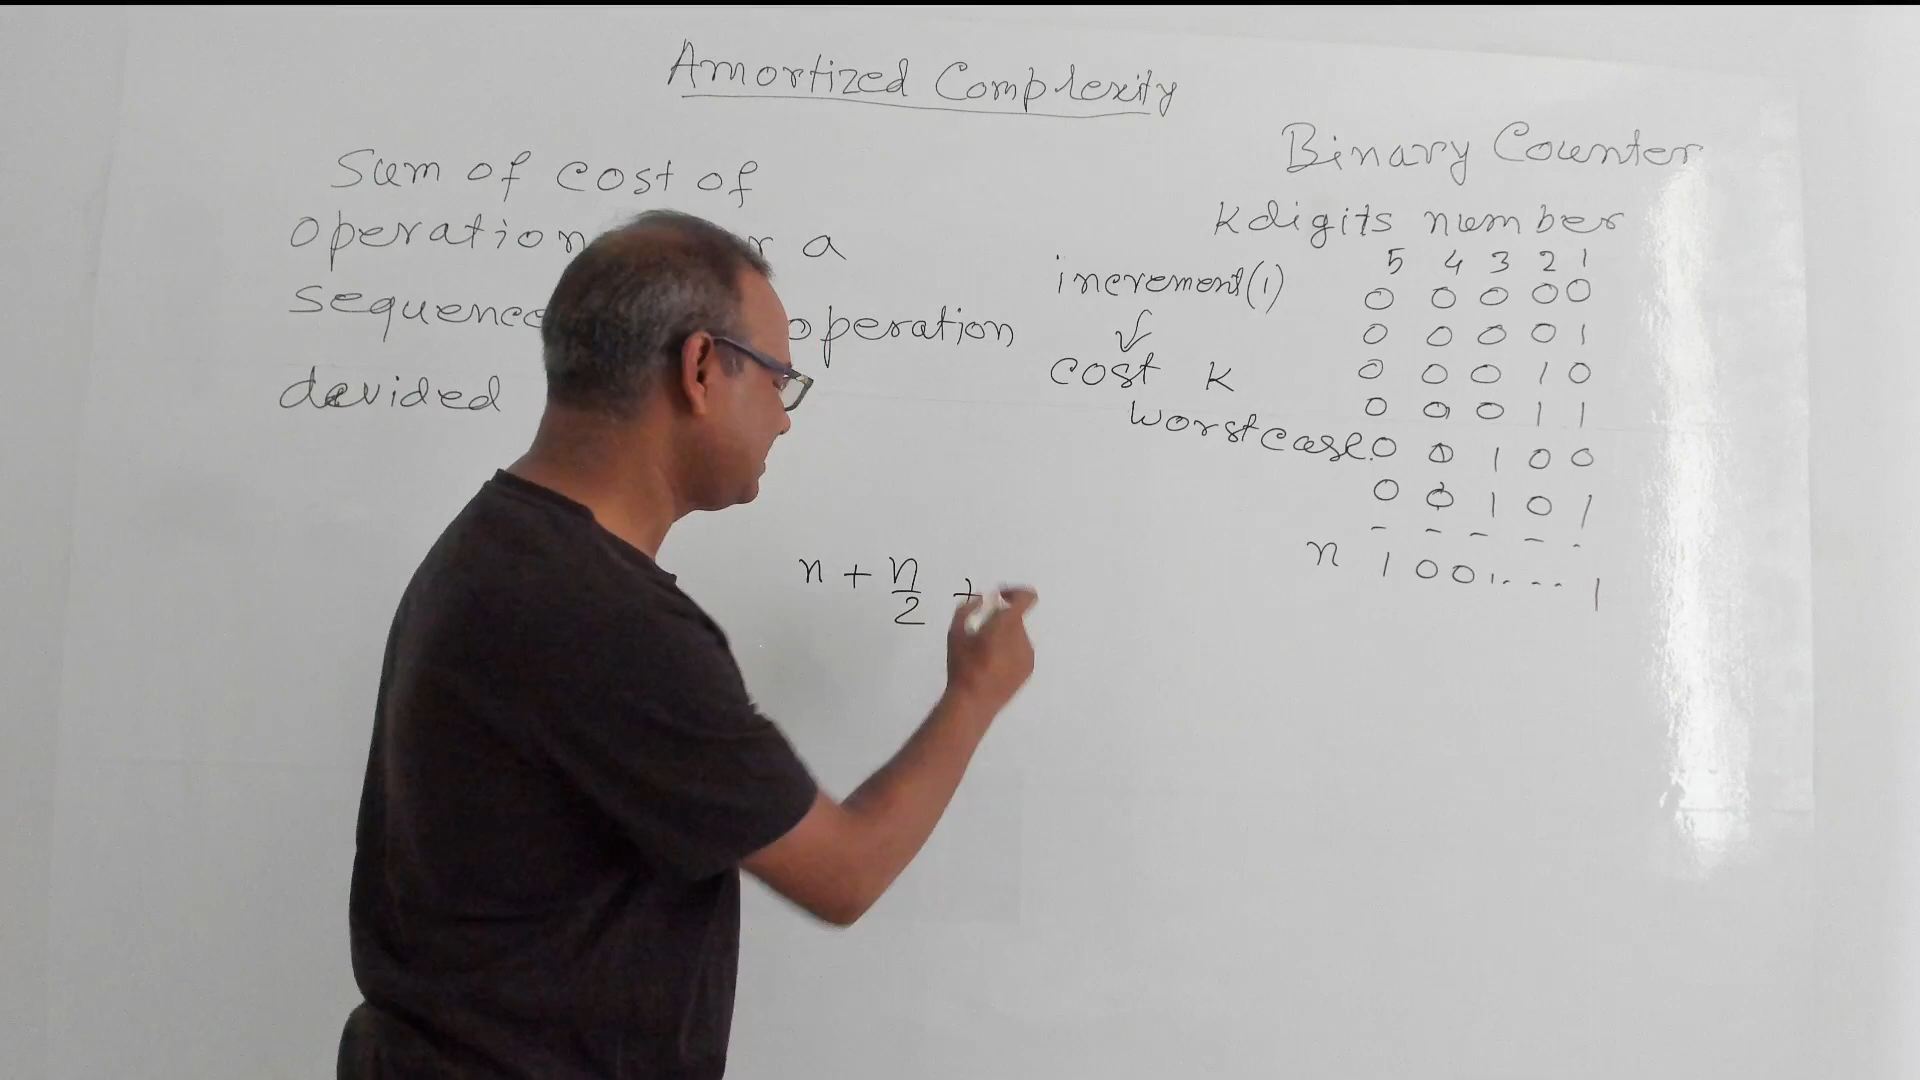 Amortized Complexity
Sum of cost of
operation r a
sequence operation
devided
n + n/2 +
Binary Counter
K digits number
5 4 3 2 1
increment(1)
0 0 0 0 0
0 0 0 0 1
cost K
0 0 0 1 0
0 0 0 1 1
worst case.
0 0 1 0 0
0 0 1 0 1
- - - - -
n 1 0 0 1. - - - 1